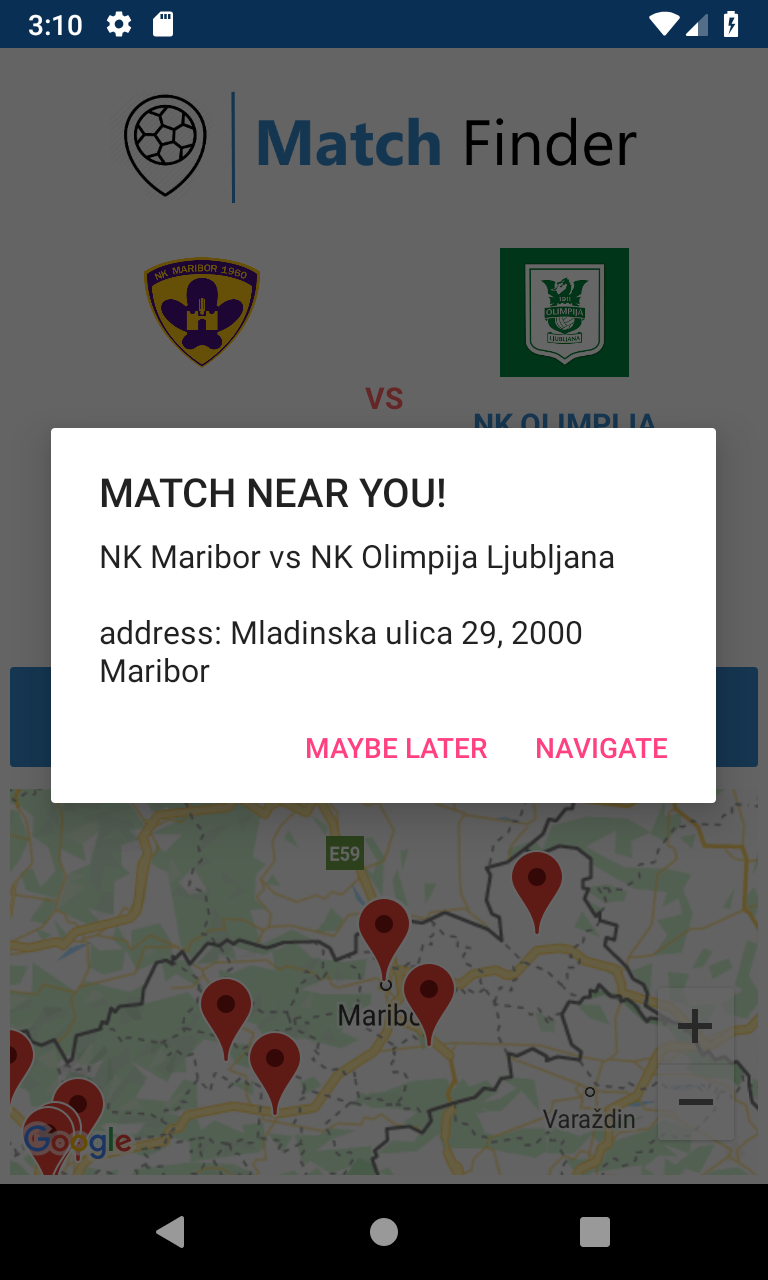 3:10
Match Finder
NK MARIBOR 1960
1911
OLIMPIJA
LJUBLJANA
VS
NK OLIMPIJA
MATCH NEAR YOU!
NK Maribor vs NK Olimpija Ljubljana
address: Mladinska ulica 29, 2000
Maribor
MAYBE LATER NAVIGATE
E59
Maribo
Varaždin
Google